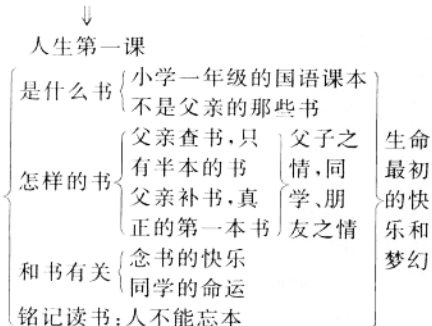 ⇓
人生第一课
是什么书
小学一年级的国语课本
不是父亲的那些书
怎样的书
父亲查书,只
有半本的书
父亲补书,真
正的第一本书
父子之
情,同
学、朋
友之情
和书有关
念书的快乐
同学的命运
铭记读书:人不能忘本
生命
最初
的快
乐和
梦幻